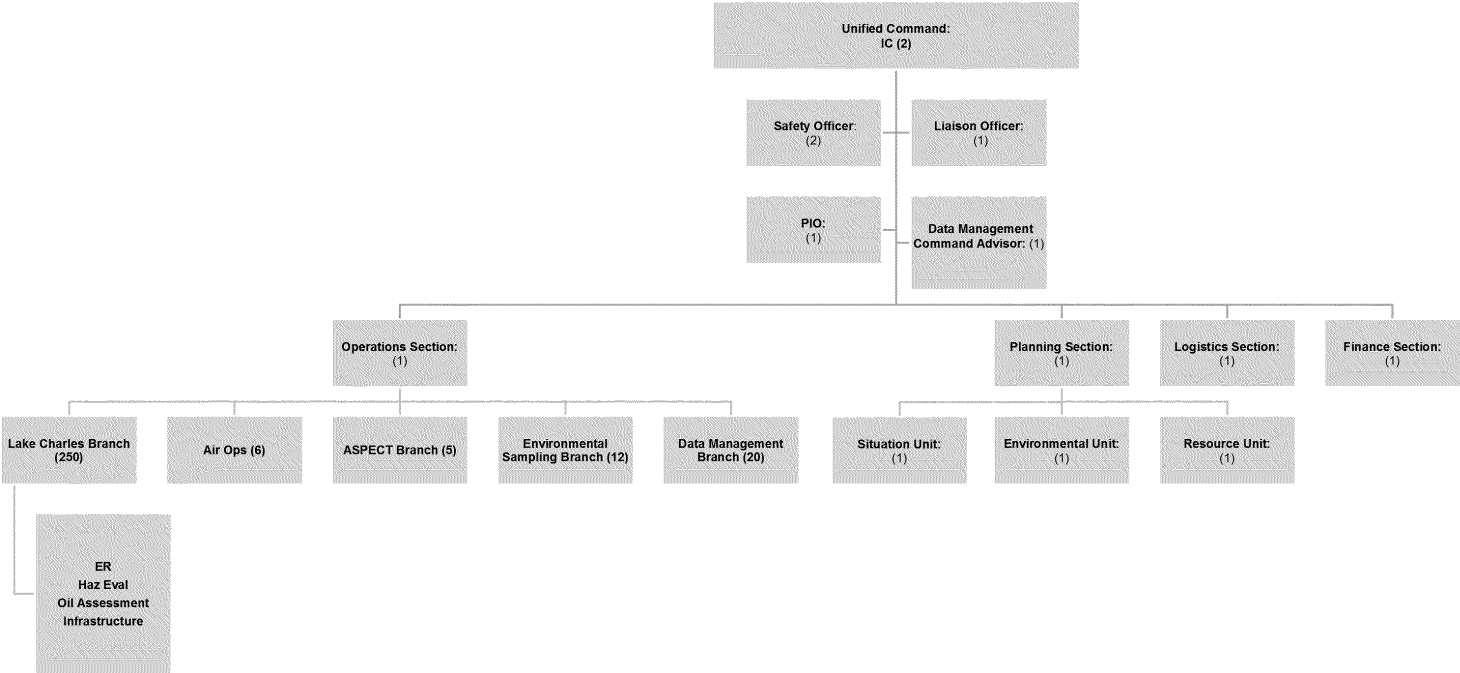 Unified Command:
IC (2)
Safety Officer:
(2)
Liaison Officer:
(1)
PIO:
(1)
Data Management
Command Advisor: (1)
Operations Section:
(1)
Planning Section:
(1)
Logistics Section:
(1)
Finance Section:
(1)
Lake Charles Branch
(250)
Air Ops (6)
ASPECT Branch (5)
Environmental
Sampling Branch (12)
Data Management
Branch (20)
Situation Unit:
(1)
Environmental Unit:
(1)
Resource Unit:
(1)
ER
Haz Eval
Oil Assessment
Infrastructure